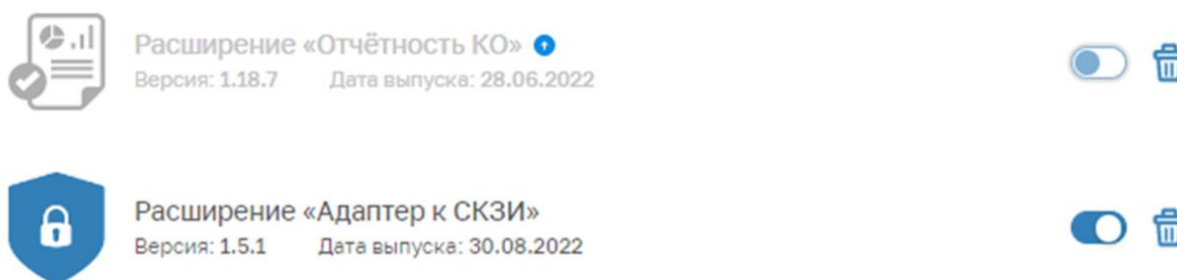 Расширение «Отчётность КО»
Версия: 1.18.7 Дата выпуска: 28.06.2022
Расширение «Адаптер к СКЗИ»
Версия: 1.5.1 Дата выпуска: 30.08.2022